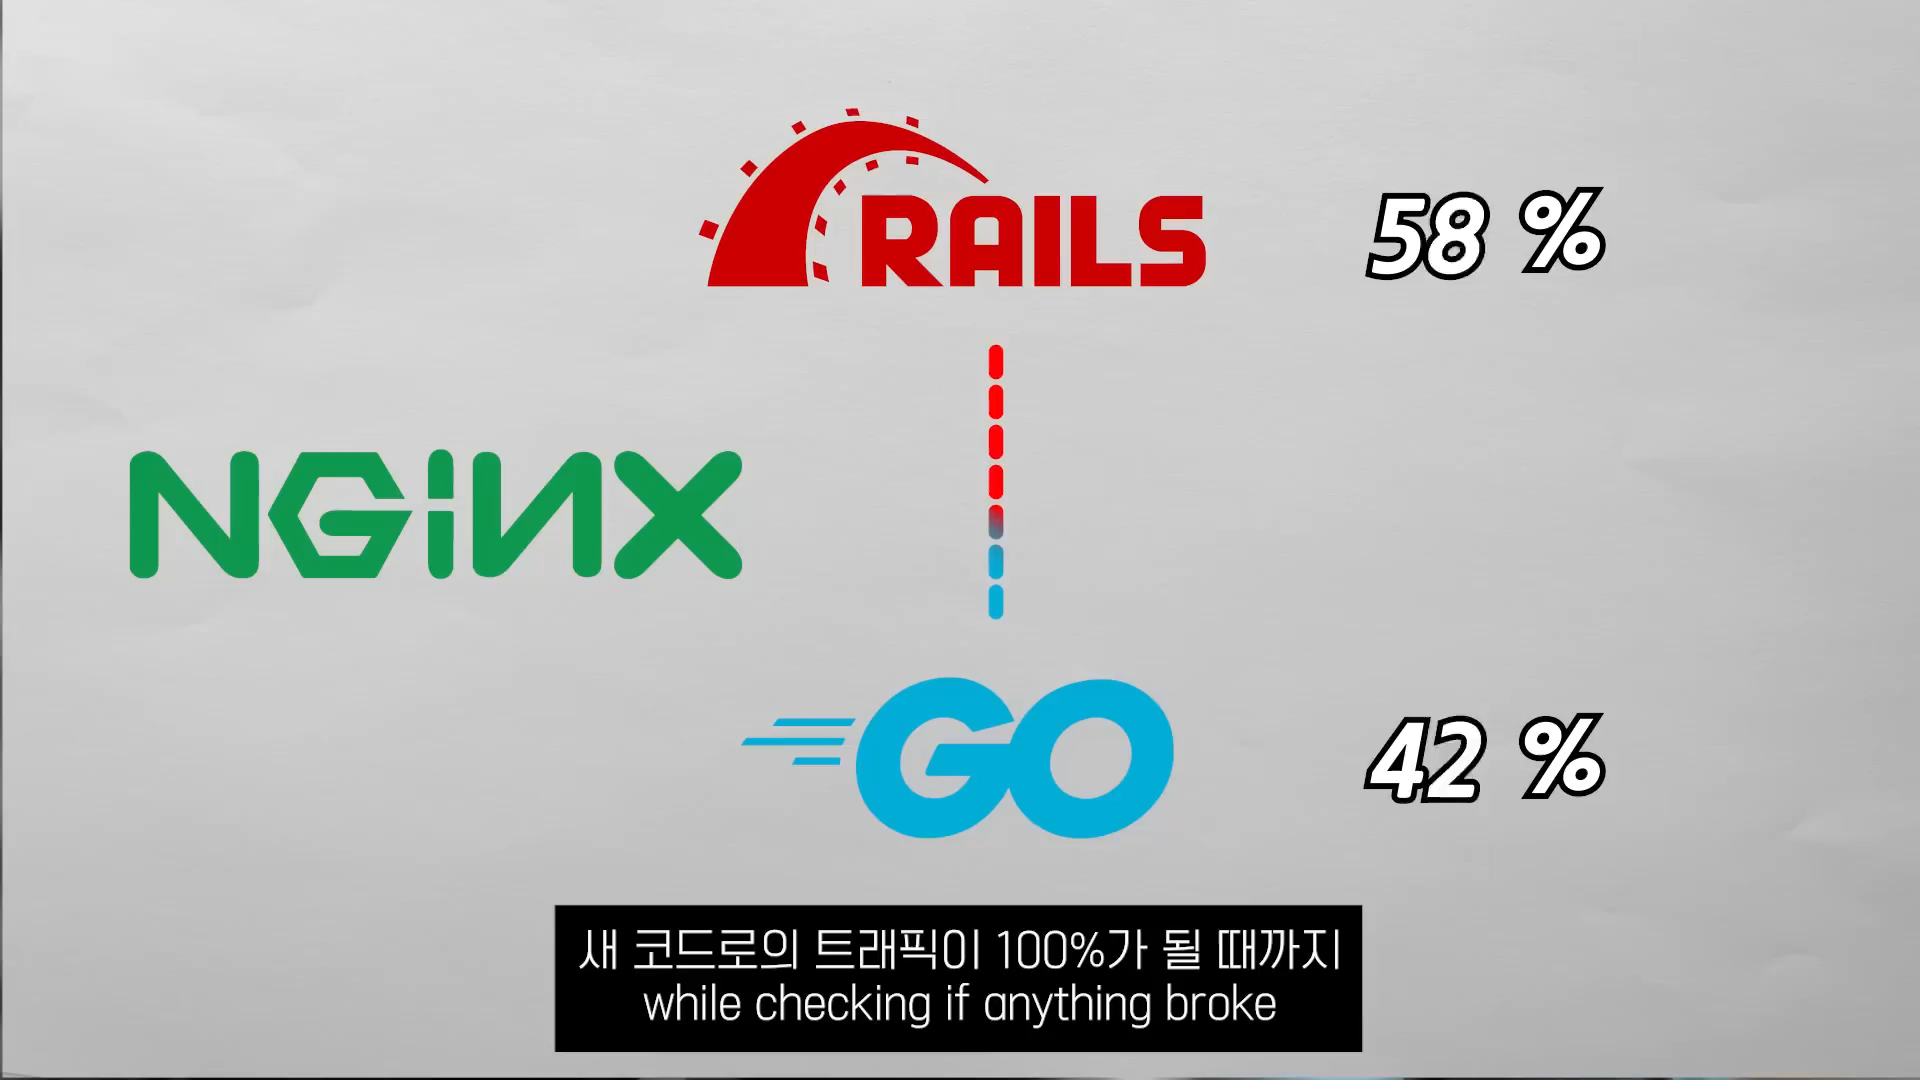 RAILS
58 %
NGINX
GO
42 %
새 코드로의 트래픽이 100%가 될 때까지
while checking if anything broke